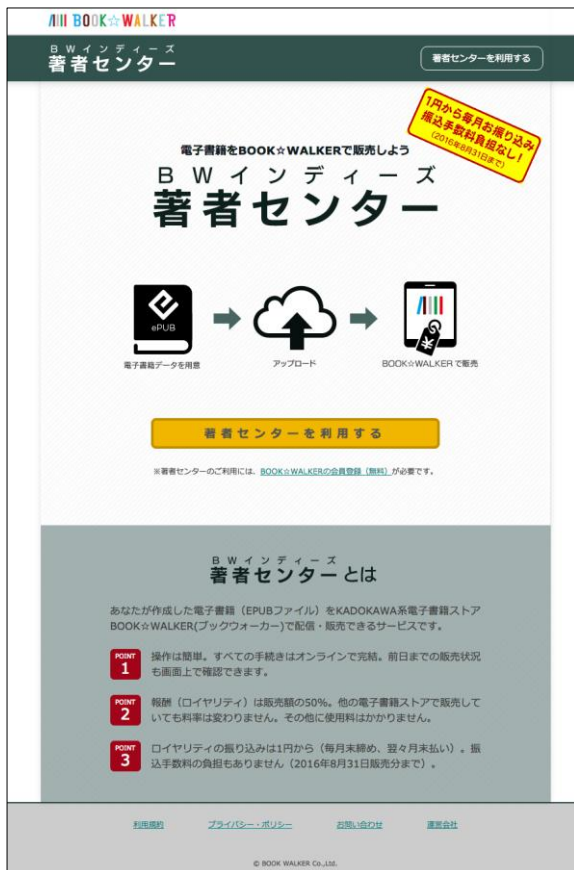 BOOK☆WALKER
BWインディーズ
著者センター
著者センターを利用する
1円から毎月お振り込み
振込手数料負担なし!
(2016年8月31日まで)
電子書籍をBOOK☆WALKERで販売しよう
BWインディーズ
著者センター
ePUB
電子書籍データを用意
アップロード
BOOK☆WALKERで販売
著者センターを利用する
※著者センターのご利用には、BOOK☆WALKERの会員登録(無料)が必要です。
BWインディーズ
著者センターとは
あなたが作成した電子書籍(EPUBファイル)をKADOKAWA系電子書籍ストア
BOOK☆WALKER(ブックウォーカー)で配信・販売できるサービスです。
POINT
1
操作は簡単。すべての手続きはオンラインで完結。前日までの販売状況
も画面上で確認できます。
POINT
2
報酬(ロイヤリティ)は販売額の50%。他の電子書籍ストアで販売して
いても料率は変わりません。その他に使用料はかかりません。
POINT
3
ロイヤリティの振り込みは1円から(毎月末締め、翌々月末払い)。振
込手数料の負担もありません(2016年8月31日販売分まで)。
利用規約 プライバシー・ポリシー お問い合わせ 運営会社
© BOOK WALKER Co.,Ltd.